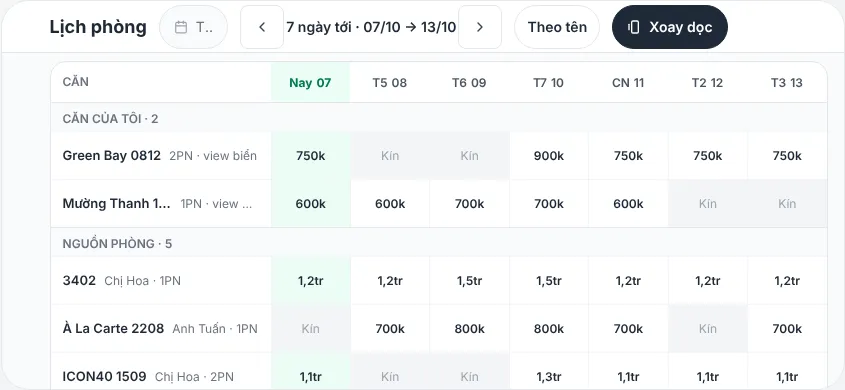 Lịch phòng T.. 7 ngày tới · 07/10 → 13/10 Theo tên Xoay dọc
CĂN Nay 07 T5 08 T6 09 T7 10 CN 11 T2 12 T3 13
CĂN CỦA TÔI · 2
Green Bay 0812 2PN · view biển 750k Kín Kín 900k 750k 750k 750k
Mường Thanh 1... 1PN · view ... 600k 600k 700k 700k 600k Kín Kín
NGUỒN PHÒNG · 5
3402 Chị Hoa · 1PN 1,2tr 1,2tr 1,5tr 1,5tr 1,2tr 1,2tr 1,2tr
À La Carte 2208 Anh Tuấn · 1PN Kín 700k 800k 800k 700k Kín 700k
ICON40 1509 Chị Hoa · 2PN 1,1tr Kín Kín 1,3tr 1,1tr 1,1tr 1,1tr